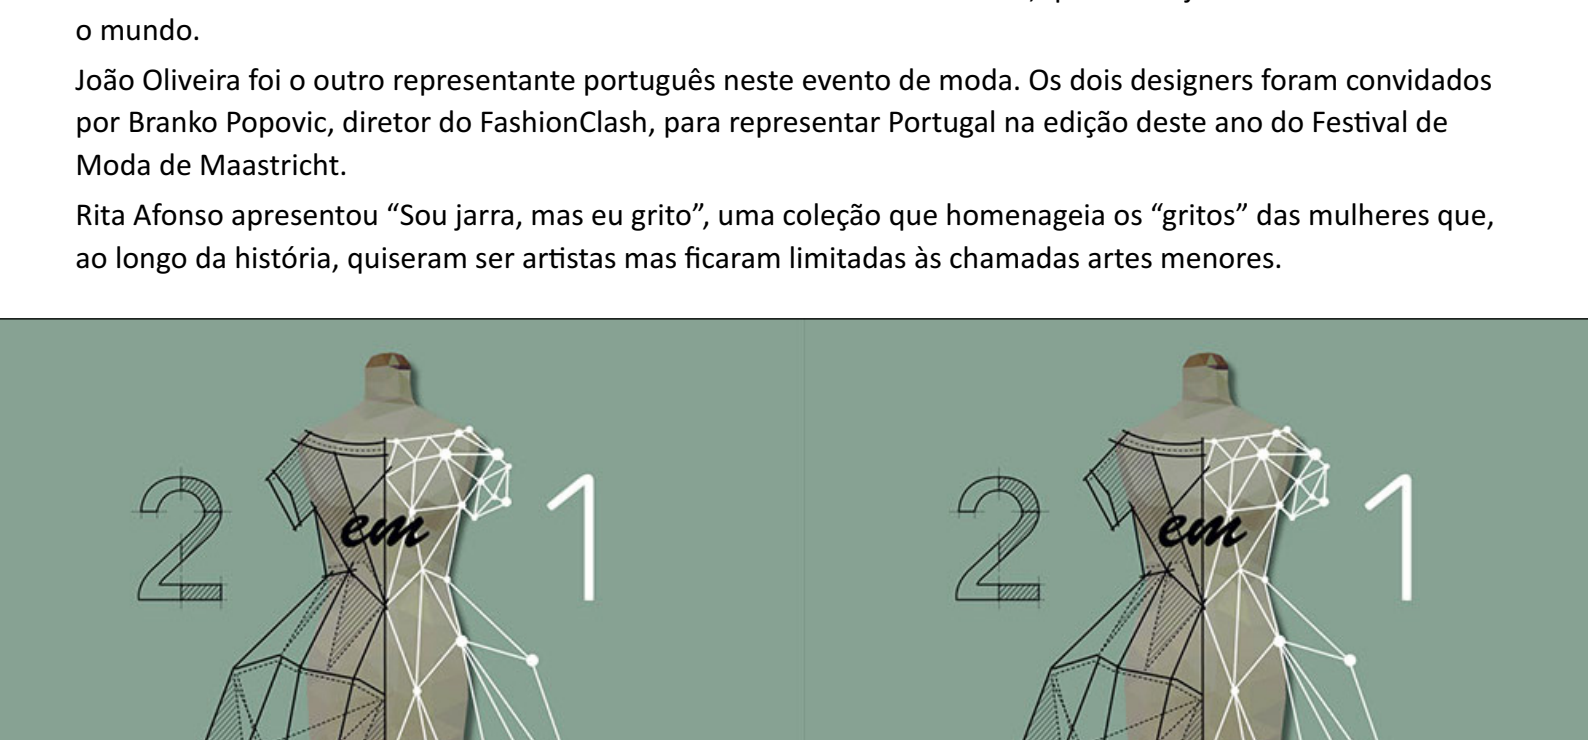 o mundo.
João Oliveira foi o outro representante português neste evento de moda. Os dois designers foram convidados
por Branko Popovic, diretor do FashionClash, para representar Portugal na edição deste ano do Festival de
Moda de Maastricht.
Rita Afonso apresentou “Sou jarra, mas eu grito”, uma coleção que homenageia os “gritos” das mulheres que,
ao longo da história, quiseram ser artistas mas ficaram limitadas às chamadas artes menores.
2 em 1
2 em 1